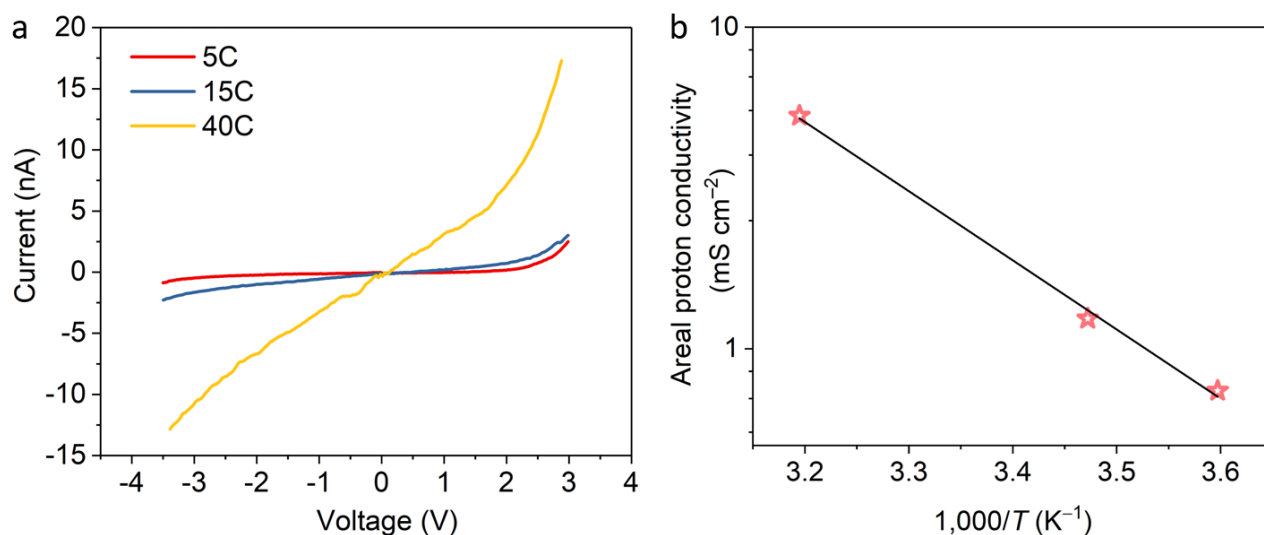 a
20
15
10
5
0
-5
-10
-15
-4 -3 -2 -1 0 1 2 3 4
Current (nA)
Voltage (V)
5C
15C
40C
b
10
1
3.2 3.3 3.4 3.5 3.6
Areal proton conductivity
(mS cm⁻²)
1,000/T (K⁻¹)